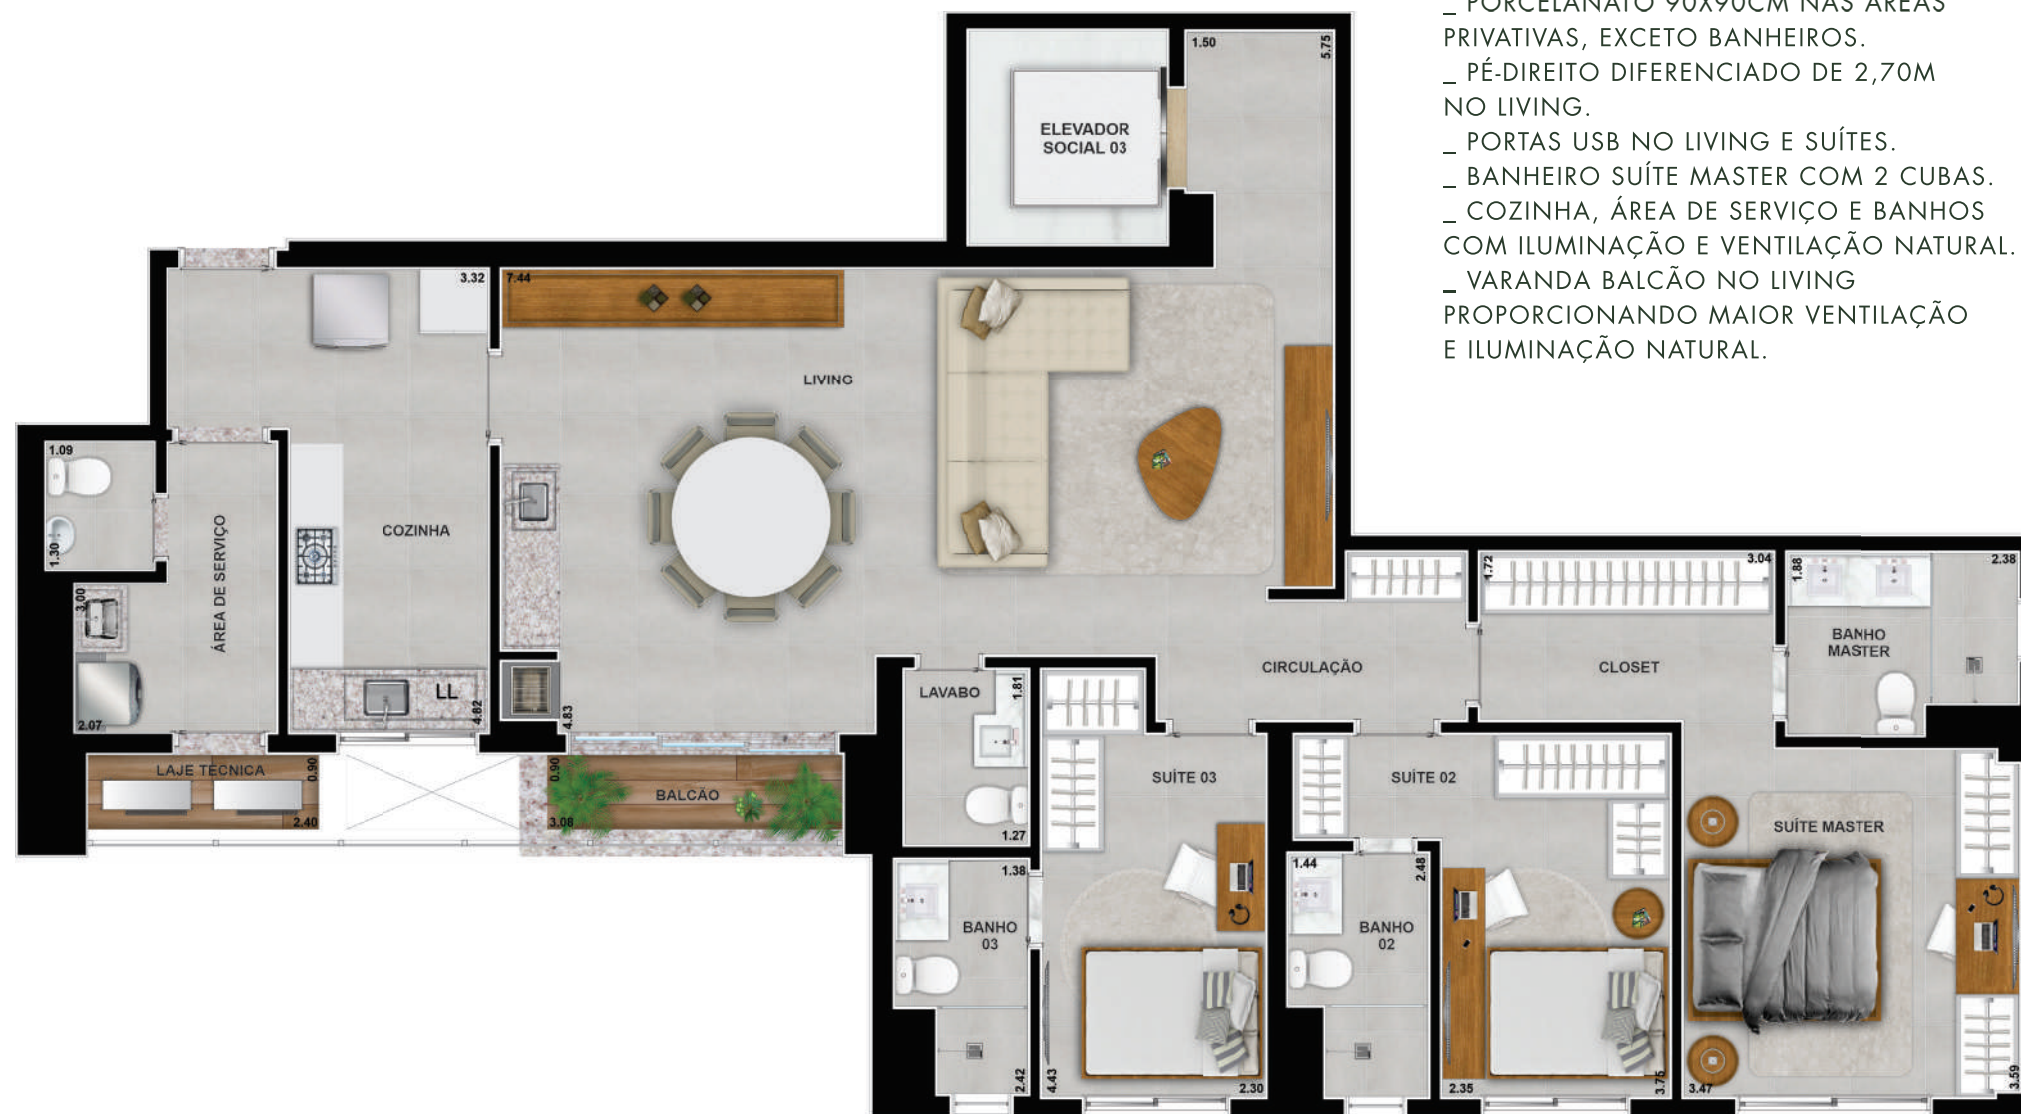 _ PORCELANATO 90X90CM NAS ÁREAS
PRIVATIVAS, EXCETO BANHEIROS.
_ PÉ-DIREITO DIFERENCIADO DE 2,70M
NO LIVING.
_ PORTAS USB NO LIVING E SUÍTES.
_ BANHEIRO SUÍTE MASTER COM 2 CUBAS.
_ COZINHA, ÁREA DE SERVIÇO E BANHOS
COM ILUMINAÇÃO E VENTILAÇÃO NATURAL.
_ VARANDA BALCÃO NO LIVING
PROPORCIONANDO MAIOR VENTILAÇÃO
E ILUMINAÇÃO NATURAL.
1.50
5.75
ELEVADOR
SOCIAL 03
3.32
7.44
LIVING
1.09
1.30
ÁREA DE SERVIÇO
COZINHA
3.00
2.07
LL
4.82
4.83
LAJE TÉCNICA
0.90
2.40
0.90
BALCÃO
3.08
LAVABO
1.81
1.27
CIRCULAÇÃO
1.72
3.04
CLOSET
1.88
2.38
BANHO
MASTER
SUÍTE 03
SUÍTE 02
SUÍTE MASTER
1.38
BANHO
03
2.42
4.43
2.30
1.44
2.48
BANHO
02
2.35
3.75
3.47
3.59